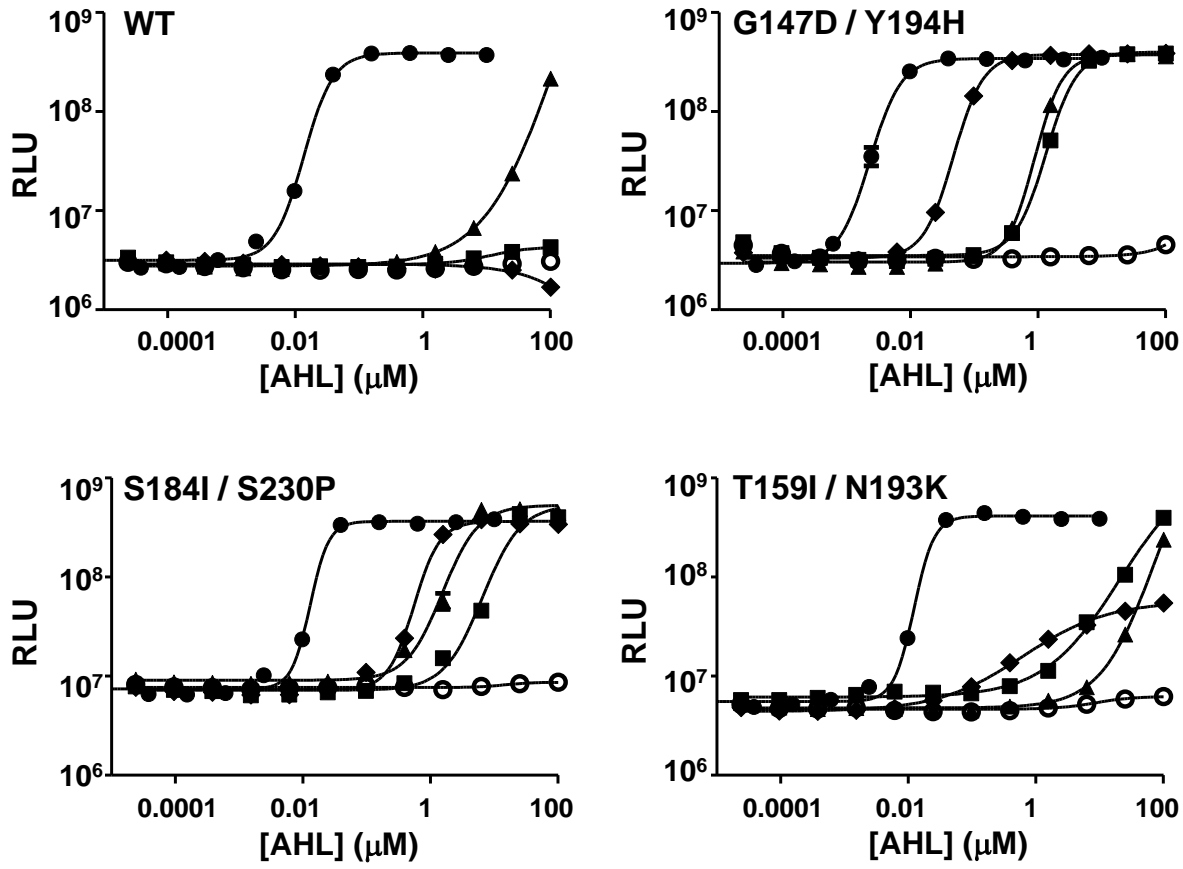 WT
10⁹
10⁸
10⁷
10⁶
RLU
0.0001 0.01 1 100
[AHL] (μM)
G147D / Y194H
10⁹
10⁸
10⁷
10⁶
RLU
0.0001 0.01 1 100
[AHL] (μM)
S184I / S230P
10⁹
10⁸
10⁷
10⁶
RLU
0.0001 0.01 1 100
[AHL] (μM)
T159I / N193K
10⁹
10⁸
10⁷
10⁶
RLU
0.0001 0.01 1 100
[AHL] (μM)